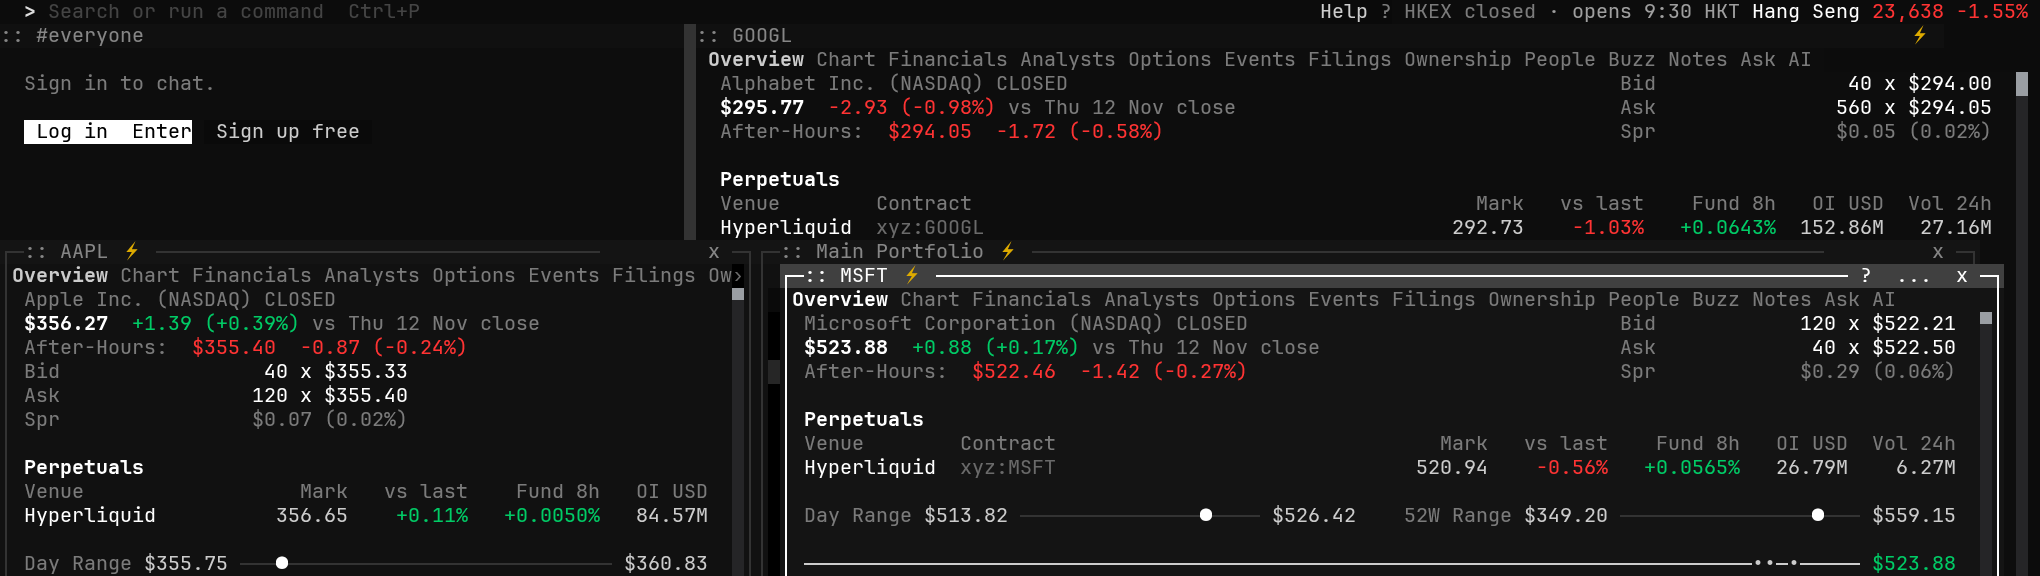 > Search or run a command  Ctrl+P
Help ? HKEX closed · opens 9:30 HKT Hang Seng 23,638 -1.55%
:: #everyone
Sign in to chat.
Log in  Enter  Sign up free
:: GOOGL ⚡
Overview Chart Financials Analysts Options Events Filings Ownership People Buzz Notes Ask AI
Alphabet Inc. (NASDAQ) CLOSED  Bid  40 x $294.00
$295.77  -2.93 (-0.98%) vs Thu 12 Nov close  Ask  560 x $294.05
After-Hours:  $294.05  -1.72 (-0.58%)  Spr  $0.05 (0.02%)
Perpetuals
Venue  Contract  Mark  vs last  Fund 8h  OI USD  Vol 24h
Hyperliquid  xyz:GOOGL  292.73  -1.03%  +0.0643%  152.86M  27.16M
:: AAPL ⚡ x
Overview Chart Financials Analysts Options Events Filings Ow>
Apple Inc. (NASDAQ) CLOSED
$356.27  +1.39 (+0.39%) vs Thu 12 Nov close
After-Hours:  $355.40  -0.87 (-0.24%)
Bid  40 x $355.33
Ask  120 x $355.40
Spr  $0.07 (0.02%)
Perpetuals
Venue  Mark  vs last  Fund 8h  OI USD
Hyperliquid  356.65  +0.11%  +0.0050%  84.57M
Day Range $355.75  $360.83
:: Main Portfolio ⚡ x
:: MSFT ⚡ ? ... x
Overview Chart Financials Analysts Options Events Filings Ownership People Buzz Notes Ask AI
Microsoft Corporation (NASDAQ) CLOSED  Bid  120 x $522.21
$523.88  +0.88 (+0.17%) vs Thu 12 Nov close  Ask  40 x $522.50
After-Hours:  $522.46  -1.42 (-0.27%)  Spr  $0.29 (0.06%)
Perpetuals
Venue  Contract  Mark  vs last  Fund 8h  OI USD  Vol 24h
Hyperliquid  xyz:MSFT  520.94  -0.56%  +0.0565%  26.79M  6.27M
Day Range $513.82  $526.42  52W Range $349.20  $559.15
$523.88